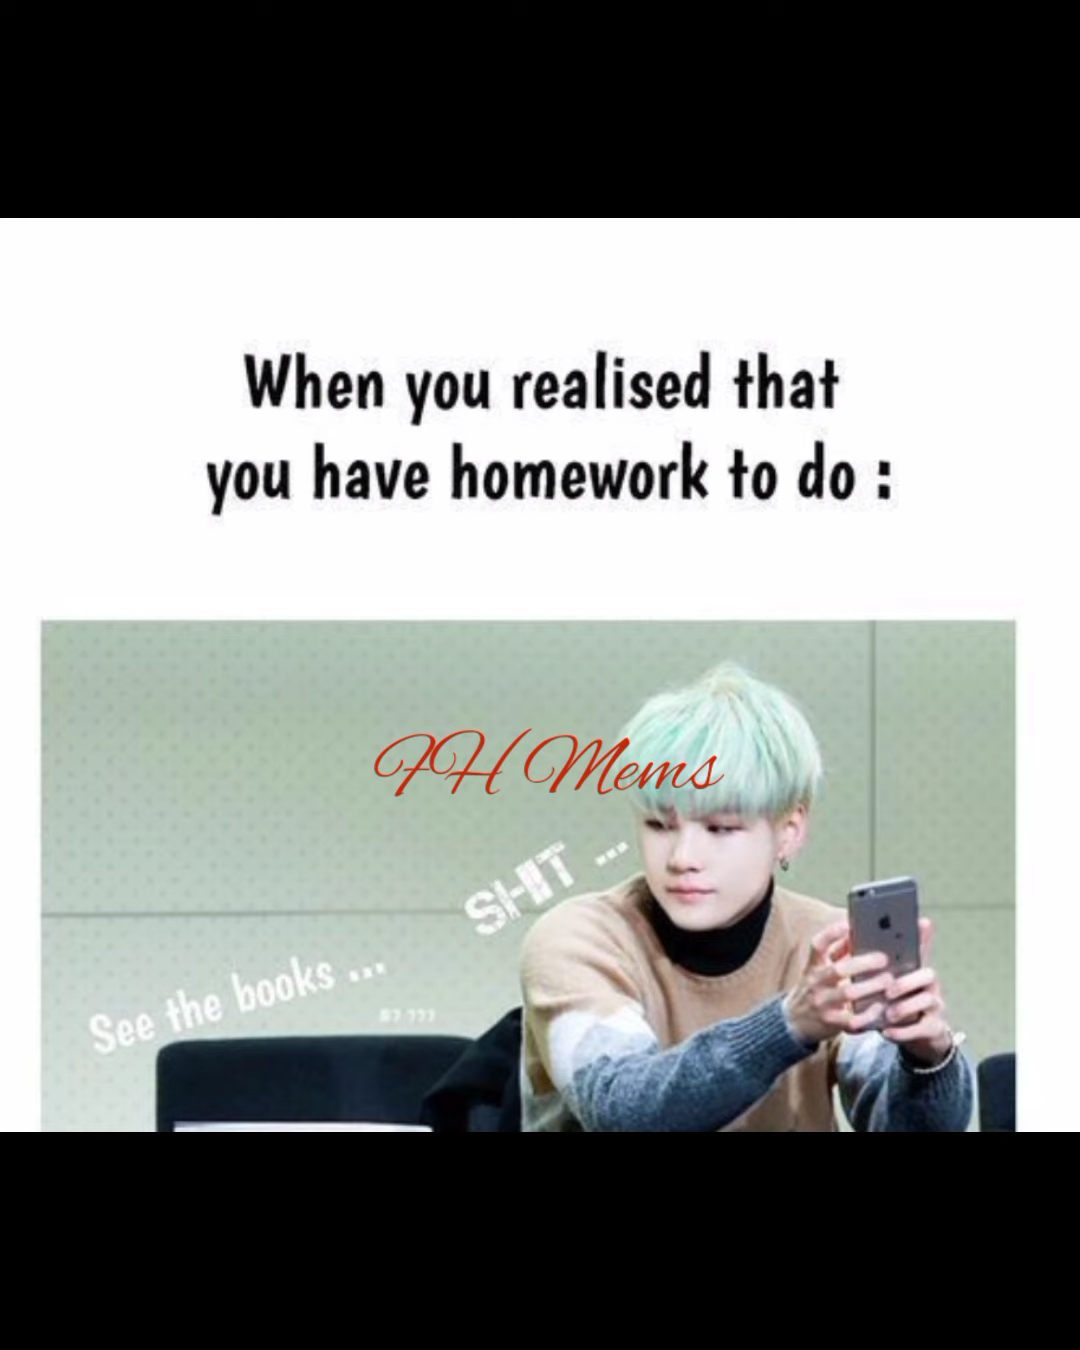 When you realised that
you have homework to do :
FH Mems
SHIT ...
See the books ...